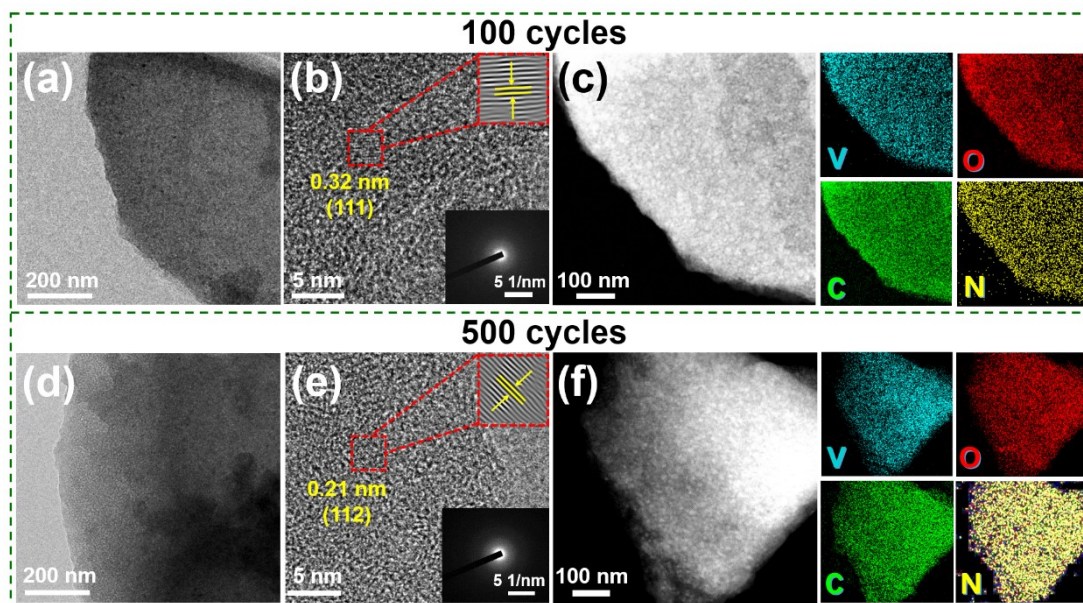 100 cycles
(a)
200 nm
(b)
0.32 nm
(111)
5 nm
5 1/nm
(c)
100 nm
V
O
C
N
500 cycles
(d)
200 nm
(e)
0.21 nm
(112)
5 nm
5 1/nm
(f)
100 nm
V
O
C
N